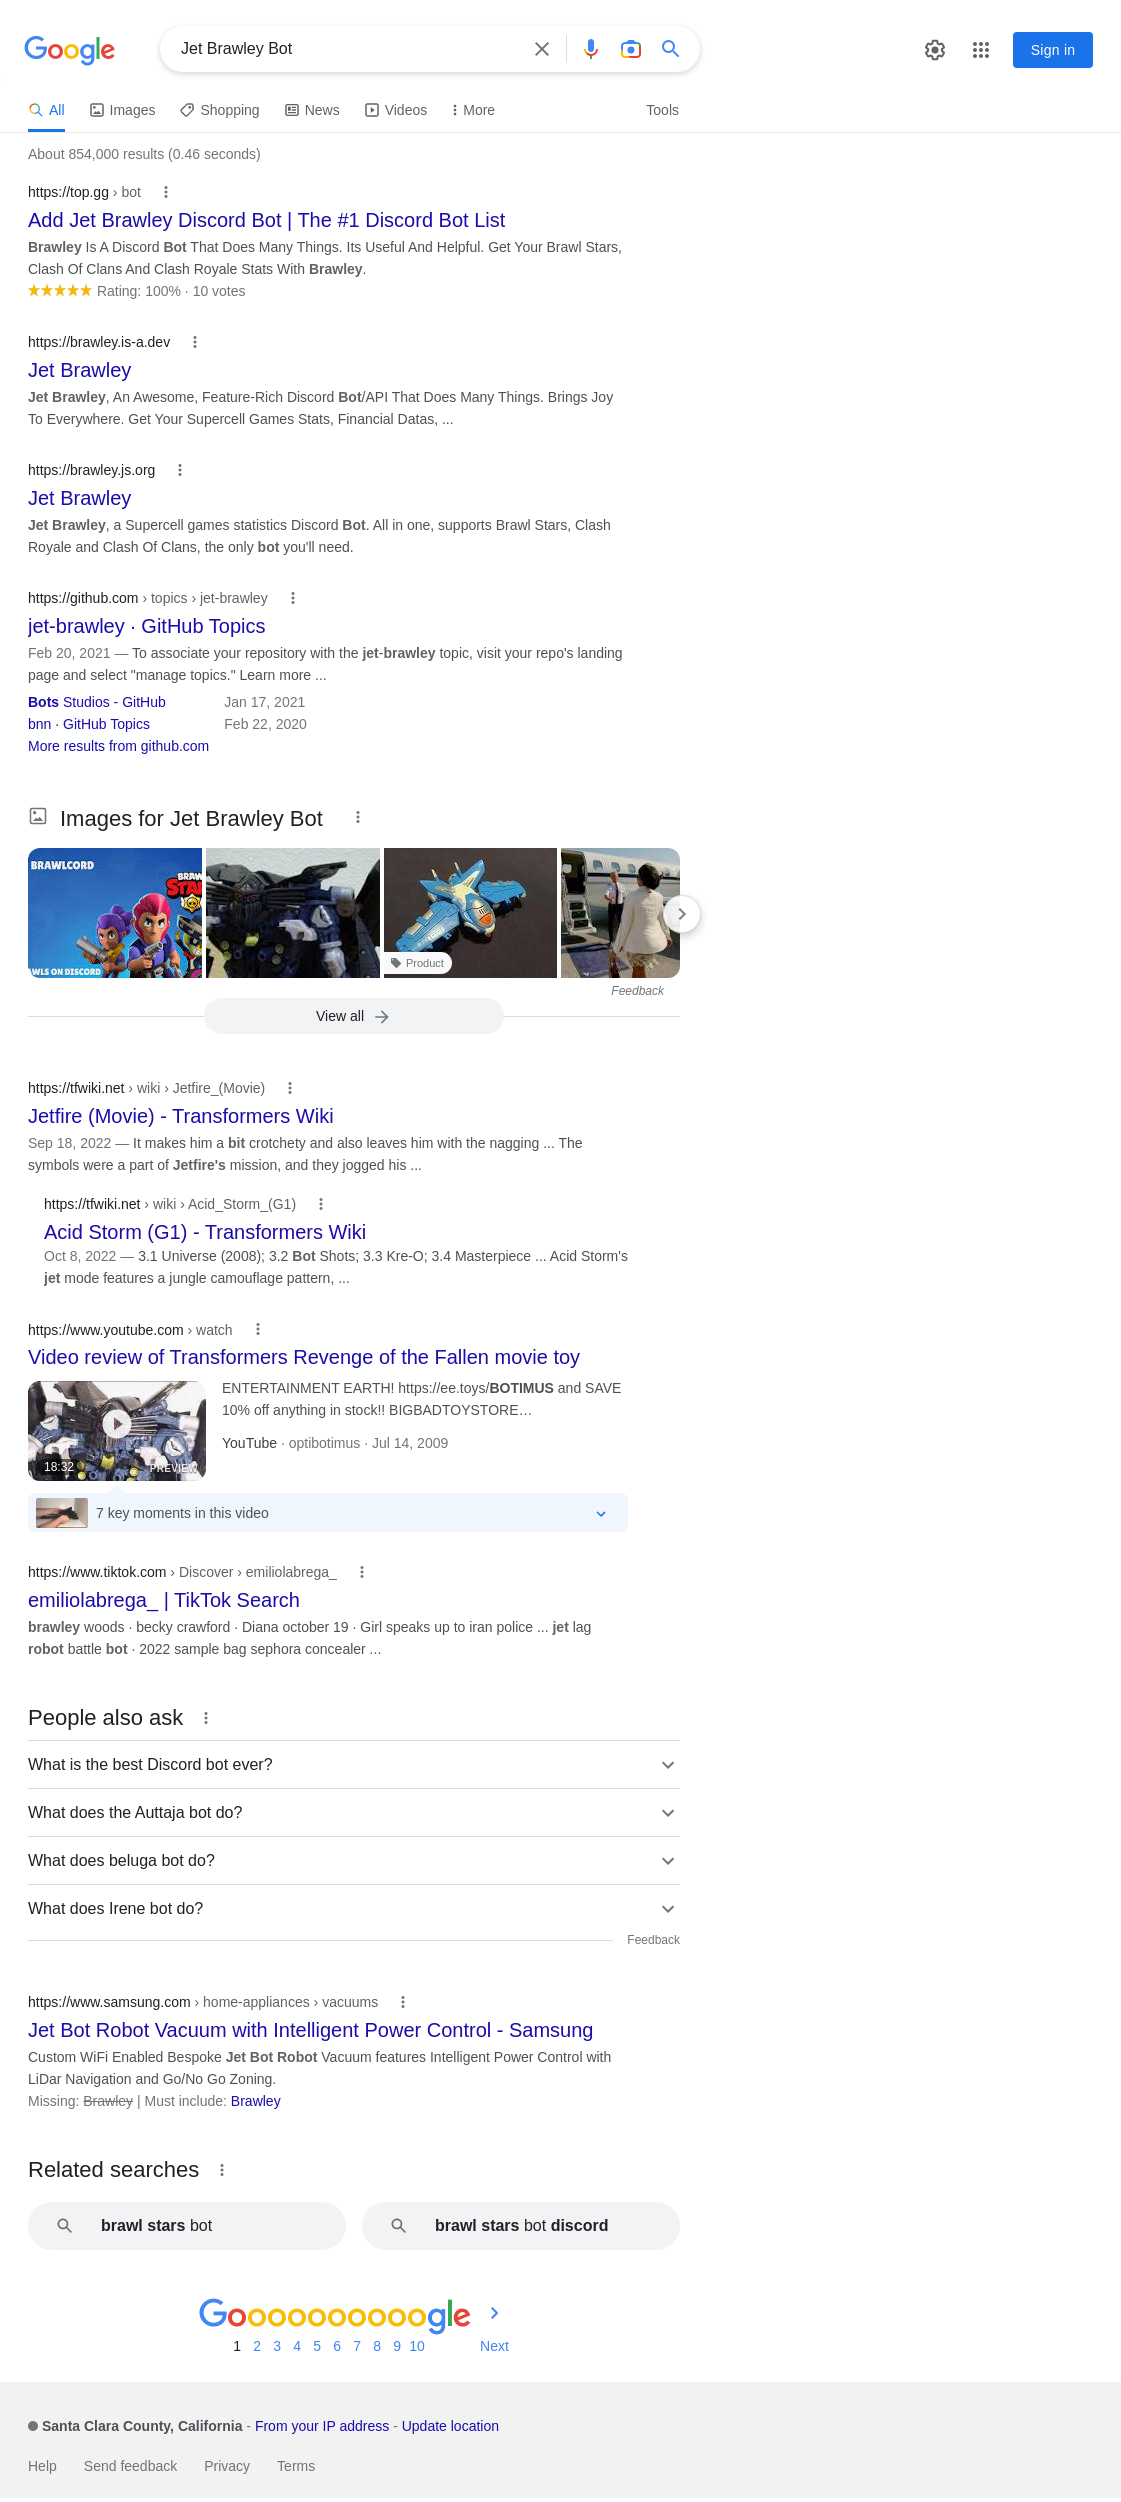 Google
Jet Brawley Bot
Sign in
All
Images
Shopping
News
Videos
More
Tools
About 854,000 results (0.46 seconds)
https://top.gg › bot
Add Jet Brawley Discord Bot | The #1 Discord Bot List
Brawley Is A Discord Bot That Does Many Things. Its Useful And Helpful. Get Your Brawl Stars,
Clash Of Clans And Clash Royale Stats With Brawley.
Rating: 100% · 10 votes
https://brawley.is-a.dev
Jet Brawley
Jet Brawley, An Awesome, Feature-Rich Discord Bot/API That Does Many Things. Brings Joy
To Everywhere. Get Your Supercell Games Stats, Financial Datas, ...
https://brawley.js.org
Jet Brawley
Jet Brawley, a Supercell games statistics Discord Bot. All in one, supports Brawl Stars, Clash
Royale and Clash Of Clans, the only bot you'll need.
https://github.com › topics › jet-brawley
jet-brawley · GitHub Topics
Feb 20, 2021 — To associate your repository with the jet-brawley topic, visit your repo's landing
page and select "manage topics." Learn more ...
Bots Studios - GitHub Jan 17, 2021
bnn · GitHub Topics Feb 22, 2020
More results from github.com
Images for Jet Brawley Bot
BRAWLCORD
BRAW
STA
AWLS ON DISCORD
Product
Feedback
View all
https://tfwiki.net › wiki › Jetfire_(Movie)
Jetfire (Movie) - Transformers Wiki
Sep 18, 2022 — It makes him a bit crotchety and also leaves him with the nagging ... The
symbols were a part of Jetfire's mission, and they jogged his ...
https://tfwiki.net › wiki › Acid_Storm_(G1)
Acid Storm (G1) - Transformers Wiki
Oct 8, 2022 — 3.1 Universe (2008); 3.2 Bot Shots; 3.3 Kre-O; 3.4 Masterpiece ... Acid Storm's
jet mode features a jungle camouflage pattern, ...
https://www.youtube.com › watch
Video review of Transformers Revenge of the Fallen movie toy
ENTERTAINMENT EARTH! https://ee.toys/BOTIMUS and SAVE
10% off anything in stock!! BIGBADTOYSTORE…
YouTube · optibotimus · Jul 14, 2009
18:32
PREVIEW
7 key moments in this video
https://www.tiktok.com › Discover › emiliolabrega_
emiliolabrega_ | TikTok Search
brawley woods · becky crawford · Diana october 19 · Girl speaks up to iran police ... jet lag
robot battle bot · 2022 sample bag sephora concealer ...
People also ask
What is the best Discord bot ever?
What does the Auttaja bot do?
What does beluga bot do?
What does Irene bot do?
Feedback
https://www.samsung.com › home-appliances › vacuums
Jet Bot Robot Vacuum with Intelligent Power Control - Samsung
Custom WiFi Enabled Bespoke Jet Bot Robot Vacuum features Intelligent Power Control with
LiDar Navigation and Go/No Go Zoning.
Missing: Brawley | Must include: Brawley
Related searches
brawl stars bot
brawl stars bot discord
Goooooooooogle
1 2 3 4 5 6 7 8 9 10 Next
Santa Clara County, California - From your IP address - Update location
Help Send feedback Privacy Terms